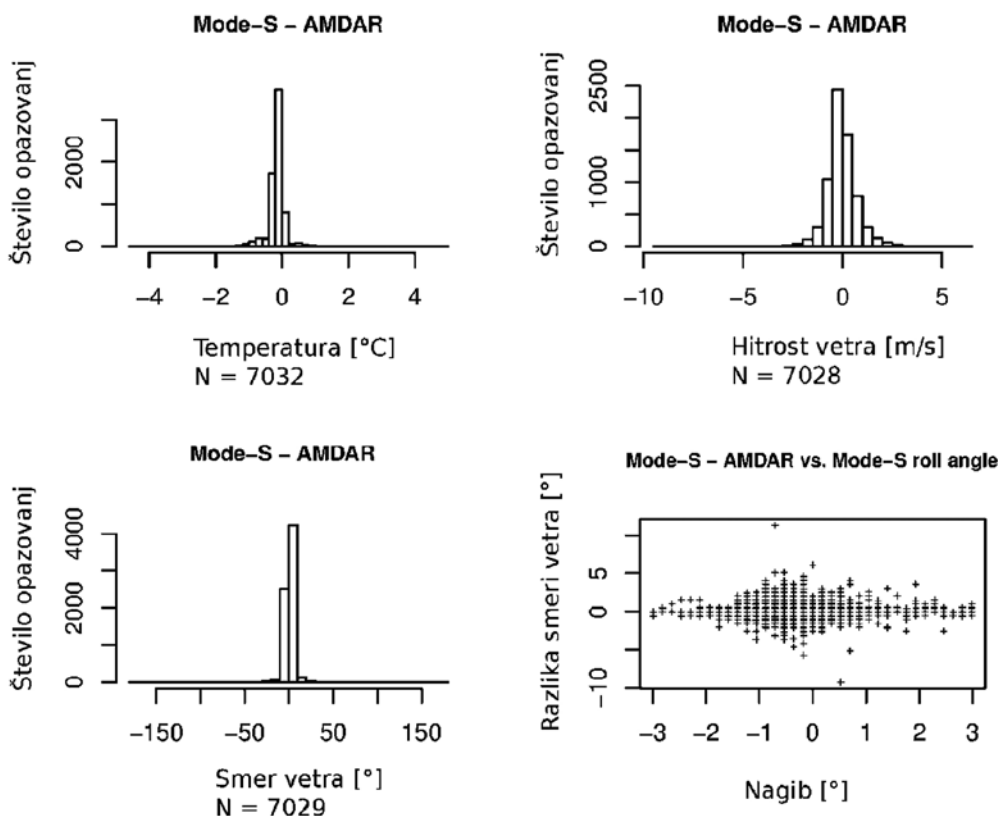 Mode-S - AMDAR
Število opazovanj
0
2000
-4
-2
0
2
4
Temperatura [°C]
N = 7032
Mode-S - AMDAR
Število opazovanj
0
1000
2500
-10
-5
0
5
Hitrost vetra [m/s]
N = 7028
Mode-S - AMDAR
Število opazovanj
0
2000
4000
-150
-50
50
150
Smer vetra [°]
N = 7029
Mode-S - AMDAR vs. Mode-S roll angle
Razlika smeri vetra [°]
-10
0
5
-3
-2
-1
0
1
2
3
Nagib [°]